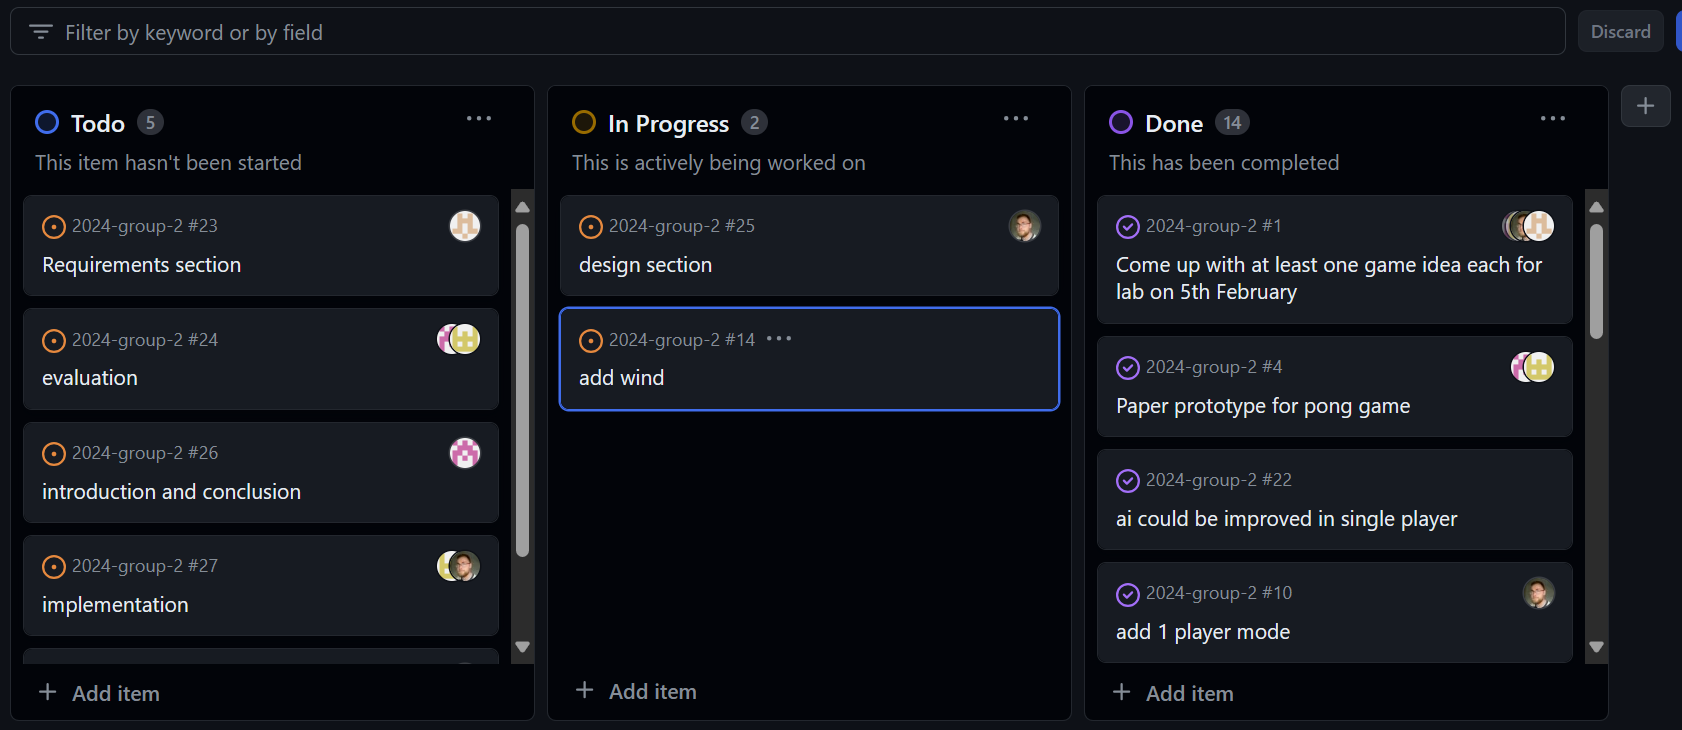 Filter by keyword or by field
Discard
Todo 5
This item hasn't been started
2024-group-2 #23
Requirements section
2024-group-2 #24
evaluation
2024-group-2 #26
introduction and conclusion
2024-group-2 #27
implementation
Add item
In Progress 2
This is actively being worked on
2024-group-2 #25
design section
2024-group-2 #14
add wind
Add item
Done 14
This has been completed
2024-group-2 #1
Come up with at least one game idea each for
lab on 5th February
2024-group-2 #4
Paper prototype for pong game
2024-group-2 #22
ai could be improved in single player
2024-group-2 #10
add 1 player mode
Add item